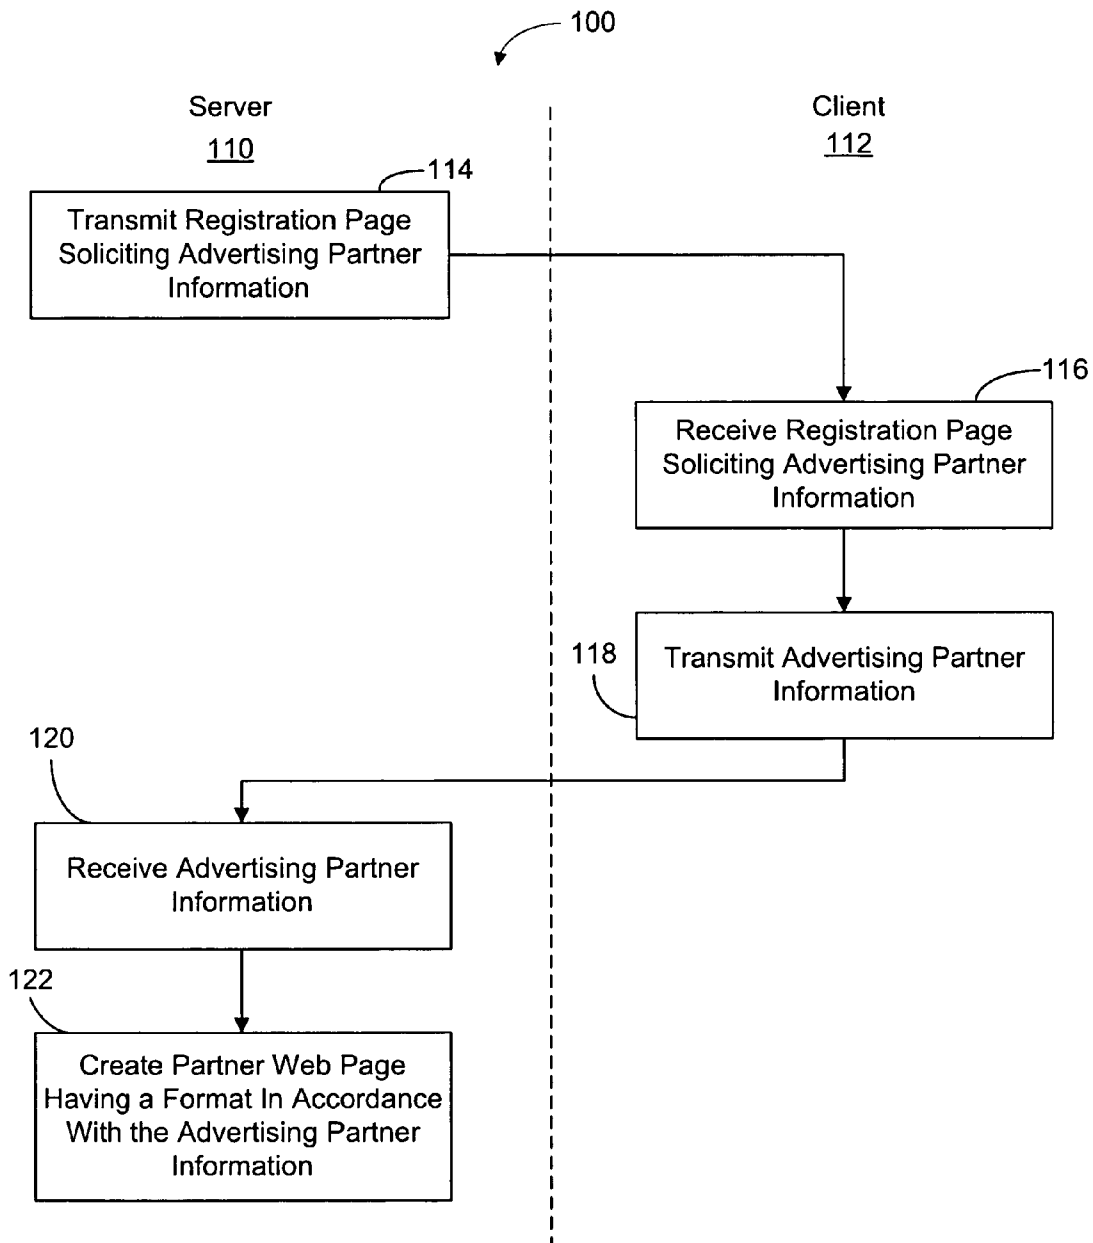 100
Server
110
Client
112
114
Transmit Registration Page
Soliciting Advertising Partner
Information
116
Receive Registration Page
Soliciting Advertising Partner
Information
118
Transmit Advertising Partner
Information
120
Receive Advertising Partner
Information
122
Create Partner Web Page
Having a Format In Accordance
With the Advertising Partner
Information